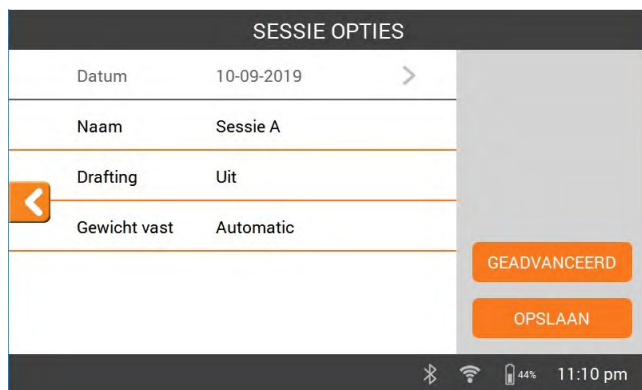 SESSIE OPTIES
Datum 10-09-2019
Naam Sessie A
Drafting Uit
Gewicht vast Automatic
GEADVANCEERD
OPSLAAN
44% 11:10 pm